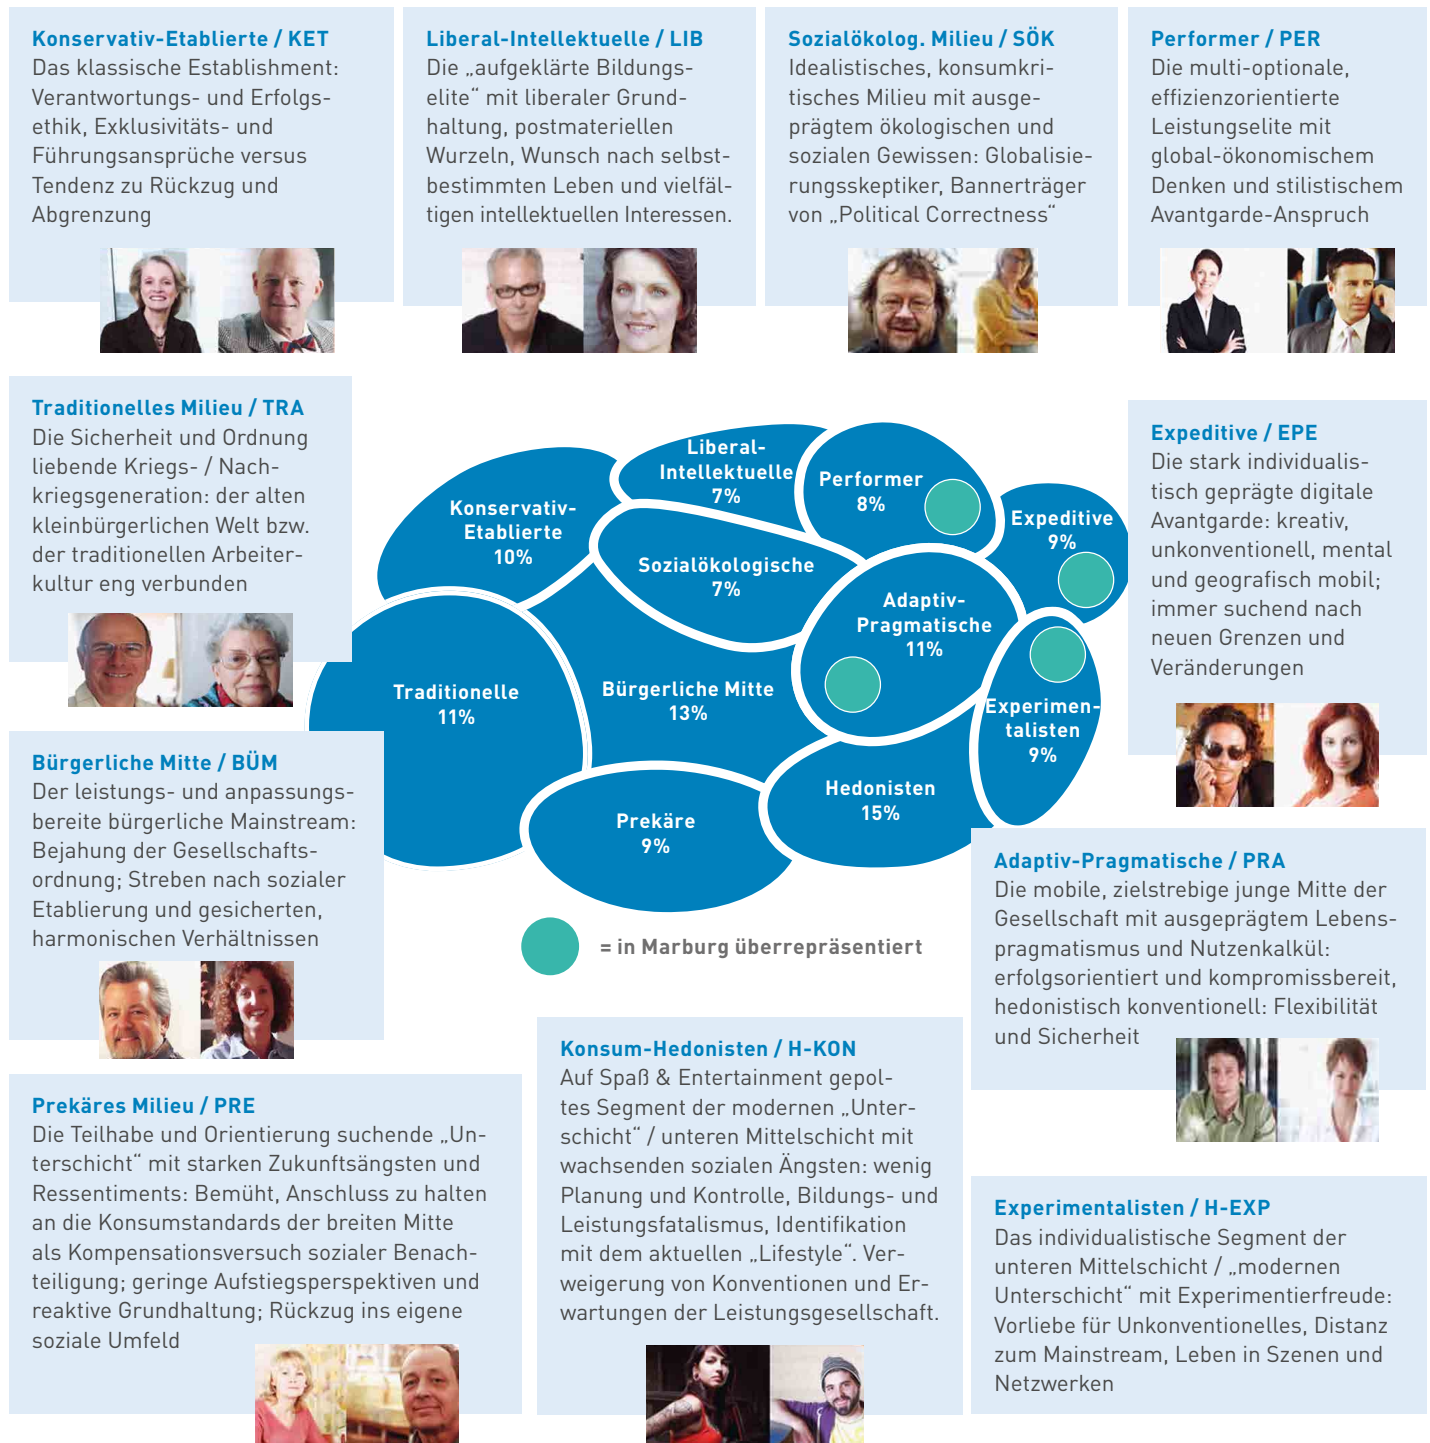 Konservativ-Etablierte / KET
Das klassische Establishment:
Verantwortungs- und Erfolgs-
ethik, Exklusivitäts- und
Führungsansprüche versus
Tendenz zu Rückzug und
Abgrenzung
Liberal-Intellektuelle / LIB
Die „aufgeklärte Bildungs-
elite“ mit liberaler Grund-
haltung, postmateriellen
Wurzeln, Wunsch nach selbst-
bestimmten Leben und vielfäl-
tigen intellektuellen Interessen.
Sozialökolog. Milieu / SÖK
Idealistisches, konsumkri-
tisches Milieu mit ausge-
prägtem ökologischen und
sozialen Gewissen: Globalisie-
rungsskeptiker, Bannerträger
von „Political Correctness“
Performer / PER
Die multi-optionale,
effizienzorientierte
Leistungselite mit
global-ökonomischem
Denken und stilistischem
Avantgarde-Anspruch
Traditionelles Milieu / TRA
Die Sicherheit und Ordnung
liebende Kriegs- / Nach-
kriegsgeneration: der alten
kleinbürgerlichen Welt bzw.
der traditionellen Arbeiter-
kultur eng verbunden
Liberal-
Intellektuelle
7%
Performer
8%
Konservativ-
Etablierte
10%
Expeditive
9%
Sozialökologische
7%
Adaptiv-
Pragmatische
11%
Traditionelle
11%
Bürgerliche Mitte
13%
Experimen-
talisten
9%
Hedonisten
15%
Prekäre
9%
= in Marburg überrepräsentiert
Expeditive / EPE
Die stark individualis-
tisch geprägte digitale
Avantgarde: kreativ,
unkonventionell, mental
und geografisch mobil;
immer suchend nach
neuen Grenzen und
Veränderungen
Bürgerliche Mitte / BÜM
Der leistungs- und anpassungs-
bereite bürgerliche Mainstream:
Bejahung der Gesellschafts-
ordnung; Streben nach sozialer
Etablierung und gesicherten,
harmonischen Verhältnissen
Adaptiv-Pragmatische / PRA
Die mobile, zielstrebige junge Mitte der
Gesellschaft mit ausgeprägtem Lebens-
pragmatismus und Nutzenkalkül:
erfolgsorientiert und kompromissbereit,
hedonistisch konventionell: Flexibilität
und Sicherheit
Prekäres Milieu / PRE
Die Teilhabe und Orientierung suchende „Un-
terschicht“ mit starken Zukunftsängsten und
Ressentiments: Bemüht, Anschluss zu halten
an die Konsumstandards der breiten Mitte
als Kompensationsversuch sozialer Benach-
teiligung; geringe Aufstiegsperspektiven und
reaktive Grundhaltung; Rückzug ins eigene
soziale Umfeld
Konsum-Hedonisten / H-KON
Auf Spaß & Entertainment gepol-
tes Segment der modernen „Unter-
schicht“ / unteren Mittelschicht mit
wachsenden sozialen Ängsten: wenig
Planung und Kontrolle, Bildungs- und
Leistungsfatalismus, Identifikation
mit dem aktuellen „Lifestyle“. Ver-
weigerung von Konventionen und Er-
wartungen der Leistungsgesellschaft.
Experimentalisten / H-EXP
Das individualistische Segment der
unteren Mittelschicht / „modernen
Unterschicht“ mit Experimentierfreude:
Vorliebe für Unkonventionelles, Distanz
zum Mainstream, Leben in Szenen und
Netzwerken